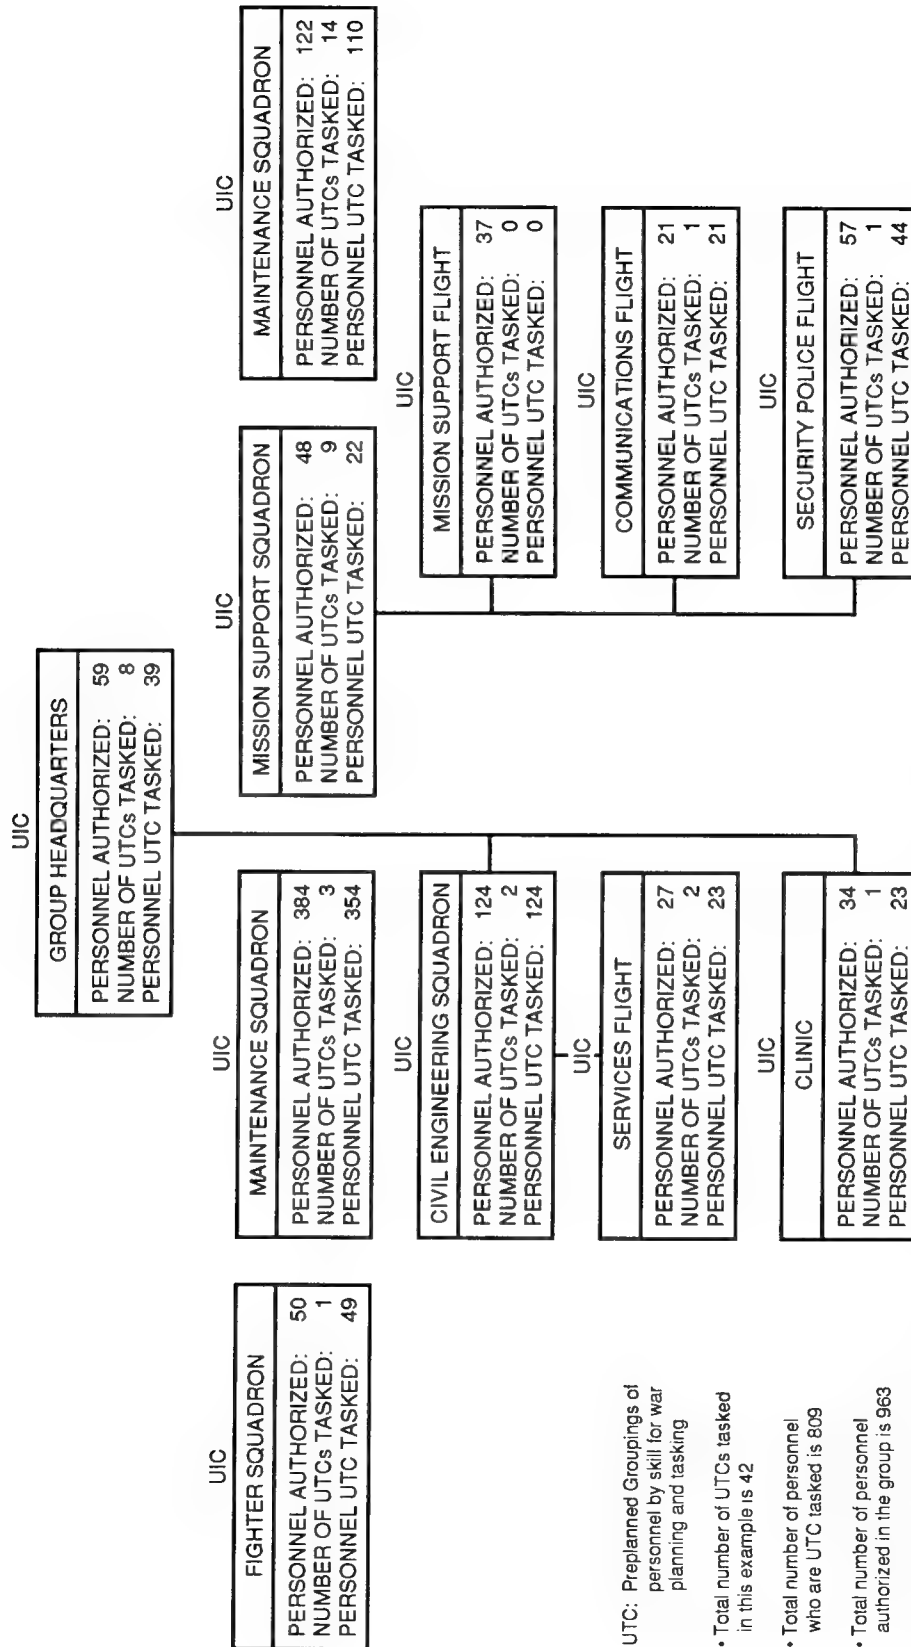 UIC
GROUP HEADQUARTERS
PERSONNEL AUTHORIZED: 59
NUMBER OF UTCs TASKED: 8
PERSONNEL UTC TASKED: 39
UIC
FIGHTER SQUADRON
PERSONNEL AUTHORIZED: 50
NUMBER OF UTCs TASKED: 1
PERSONNEL UTC TASKED: 49
UIC
MAINTENANCE SQUADRON
PERSONNEL AUTHORIZED: 384
NUMBER OF UTCs TASKED: 3
PERSONNEL UTC TASKED: 354
UIC
MISSION SUPPORT SQUADRON
PERSONNEL AUTHORIZED: 48
NUMBER OF UTCs TASKED: 9
PERSONNEL UTC TASKED: 22
UIC
MAINTENANCE SQUADRON
PERSONNEL AUTHORIZED: 122
NUMBER OF UTCs TASKED: 14
PERSONNEL UTC TASKED: 110
UIC
CIVIL ENGINEERING SQUADRON
PERSONNEL AUTHORIZED: 124
NUMBER OF UTCs TASKED: 2
PERSONNEL UTC TASKED: 124
UIC
MISSION SUPPORT FLIGHT
PERSONNEL AUTHORIZED: 37
NUMBER OF UTCs TASKED: 0
PERSONNEL UTC TASKED: 0
UIC
SERVICES FLIGHT
PERSONNEL AUTHORIZED: 27
NUMBER OF UTCs TASKED: 2
PERSONNEL UTC TASKED: 23
UIC
COMMUNICATIONS FLIGHT
PERSONNEL AUTHORIZED: 21
NUMBER OF UTCs TASKED: 1
PERSONNEL UTC TASKED: 21
UIC
CLINIC
PERSONNEL AUTHORIZED: 34
NUMBER OF UTCs TASKED: 1
PERSONNEL UTC TASKED: 23
UIC
SECURITY POLICE FLIGHT
PERSONNEL AUTHORIZED: 57
NUMBER OF UTCs TASKED: 1
PERSONNEL UTC TASKED: 44
UTC: Preplanned Groupings of
personnel by skill for war
planning and tasking
• Total number of UTCs tasked
in this example is 42
• Total number of personnel
who are UTC tasked is 809
• Total number of personnel
authorized in the group is 963